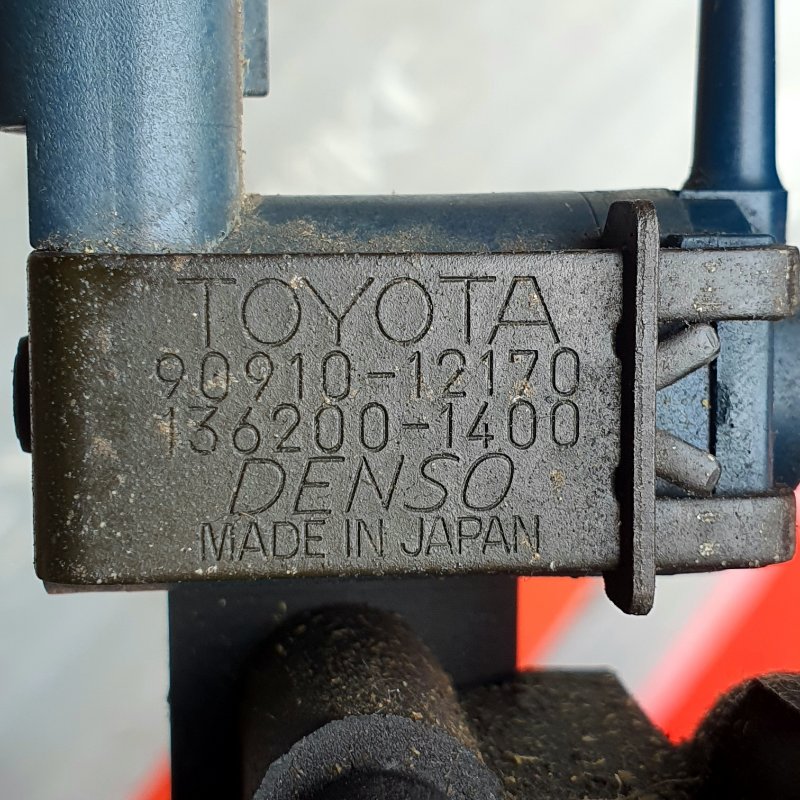 TOYOTA
90910-12170
136200-1400
DENSO
MADE IN JAPAN